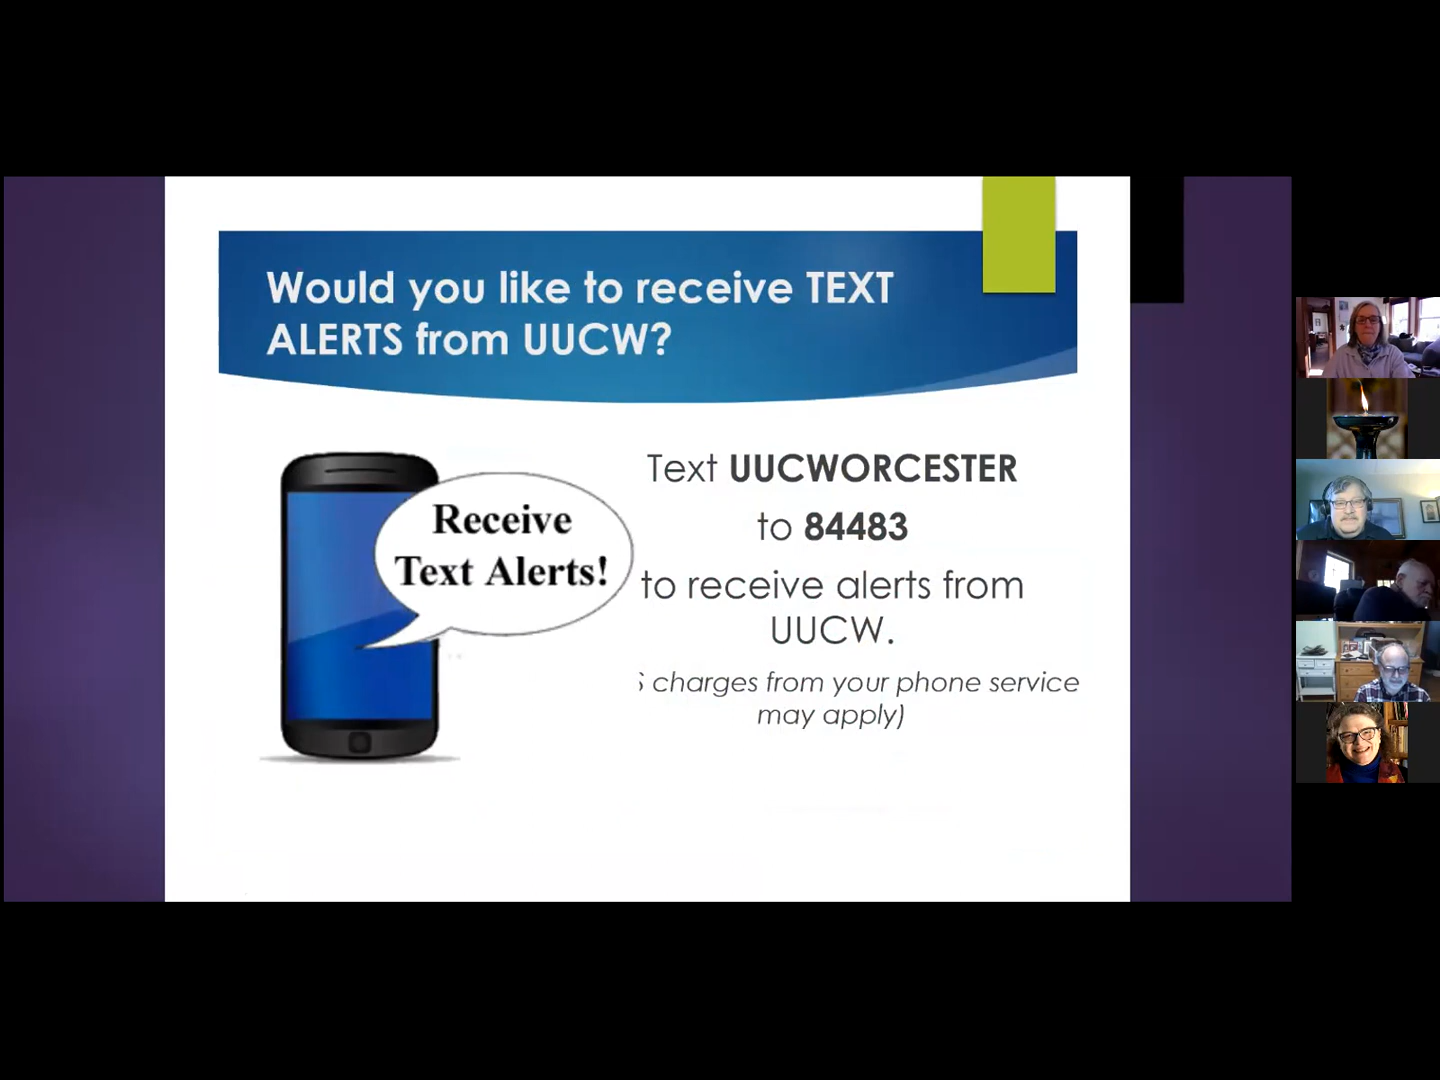 Would you like to receive TEXT
ALERTS from UUCW?
Receive
Text Alerts!
Text UUCWORCESTER
to 84483
to receive alerts from
UUCW.
charges from your phone service
may apply)